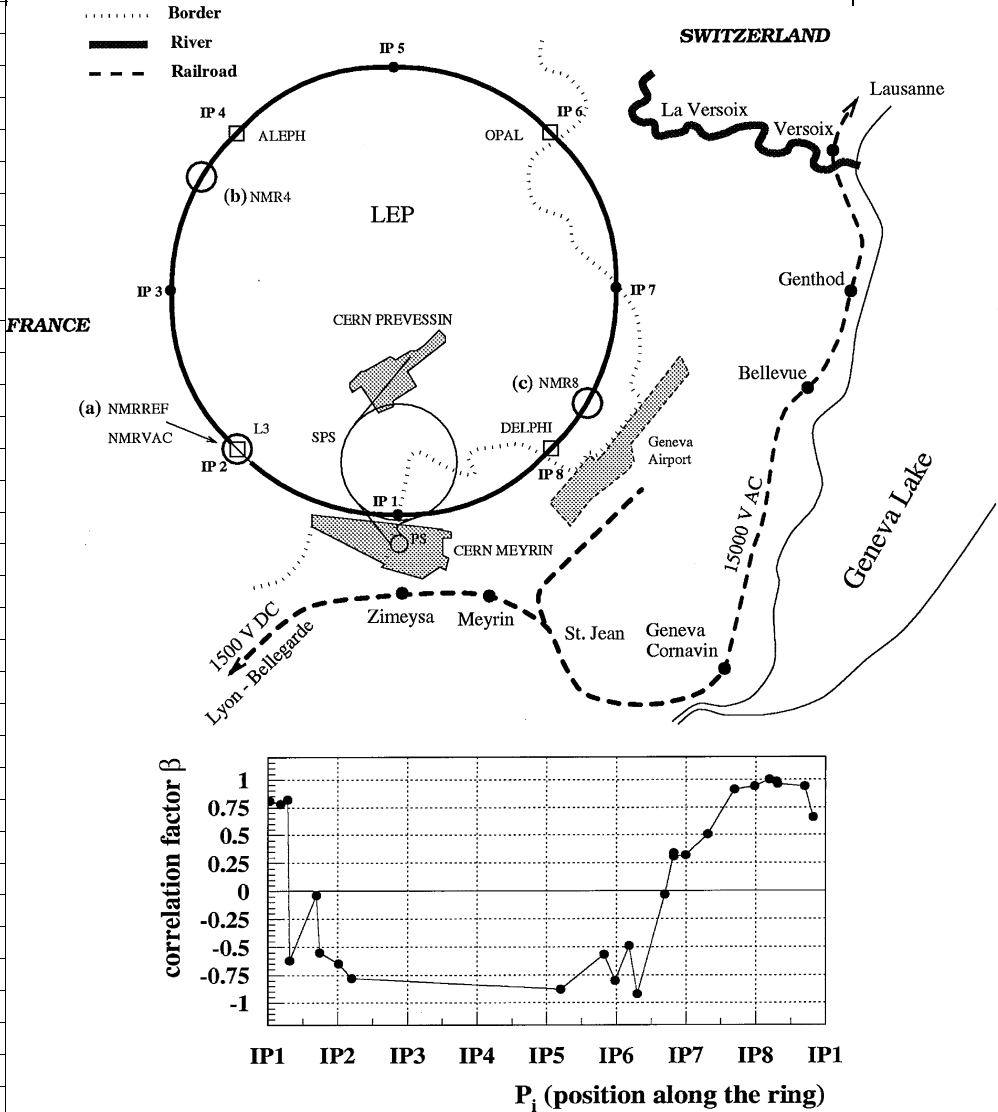 Border
River
Railroad
SWITZERLAND
IP 5
Lausanne
La Versoix
Versoix
IP 4
ALEPH
IP 6
OPAL
(b) NMR4
LEP
Genthod
IP 3
IP 7
FRANCE
CERN PREVESSIN
Bellevue
(c) NMR8
(a) NMRREF
NMRVAC
L3
IP 2
SPS
DELPHI
IP 8
Geneva
Airport
IP 1
PS
CERN MEYRIN
15000 V AC
Geneva Lake
Zimeysa
Meyrin
St. Jean
Geneva
Cornavin
1500 V DC
Lyon - Bellegarde
correlation factor β
1
0.75
0.5
0.25
0
-0.25
-0.5
-0.75
-1
IP1 IP2 IP3 IP4 IP5 IP6 IP7 IP8 IP1
Pi (position along the ring)